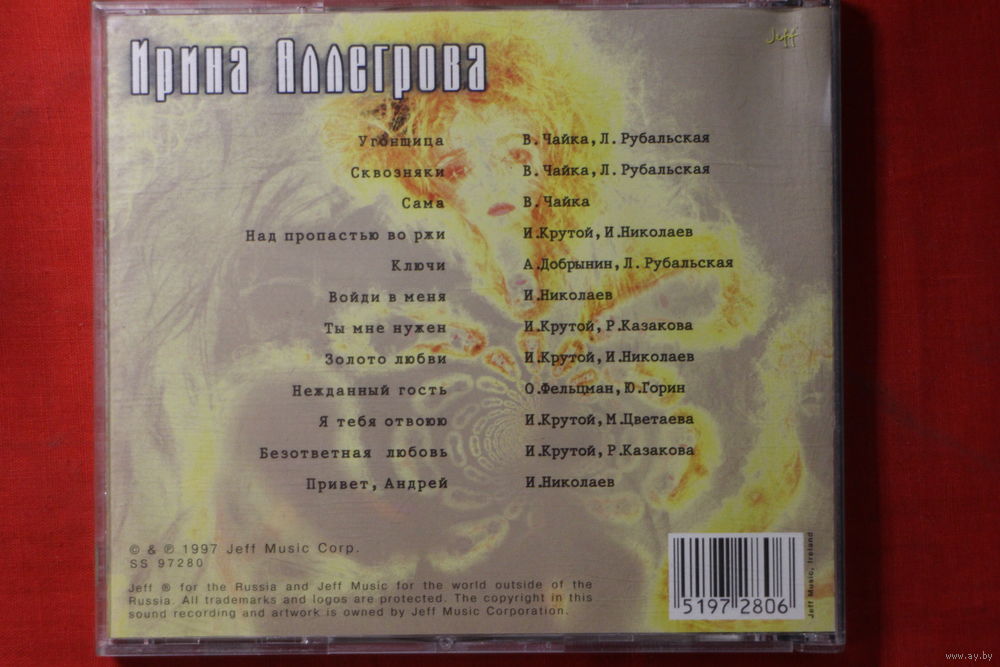 Jeff
Ирина Аллегрова
Угонщица В.Чайка, Л.Рубальская
Сквозняки В.Чайка, Л.Рубальская
Сама В.Чайка
Над пропастью во ржи И.Крутой, И.Николаев
Ключи А.Добрынин, Л.Рубальская
Войди в меня И.Николаев
Ты мне нужен И.Крутой, Р.Казакова
Золото любви И.Крутой, И.Николаев
Нежданный гость О.Фельцман, Ю.Горин
Я тебя отвоюю И.Крутой, М.Цветаева
Безответная любовь И.Крутой, Р.Казакова
Привет, Андрей И.Николаев
© & ℗ 1997 Jeff Music Corp.
SS 97280
Jeff ® for the Russia and Jeff Music for the world outside of the
Russia. All trademarks and logos are protected. The copyright in this
sound recording and artwork is owned by Jeff Music Corporation.
5197 2806
Jeff Music, Ireland
www.ay.by